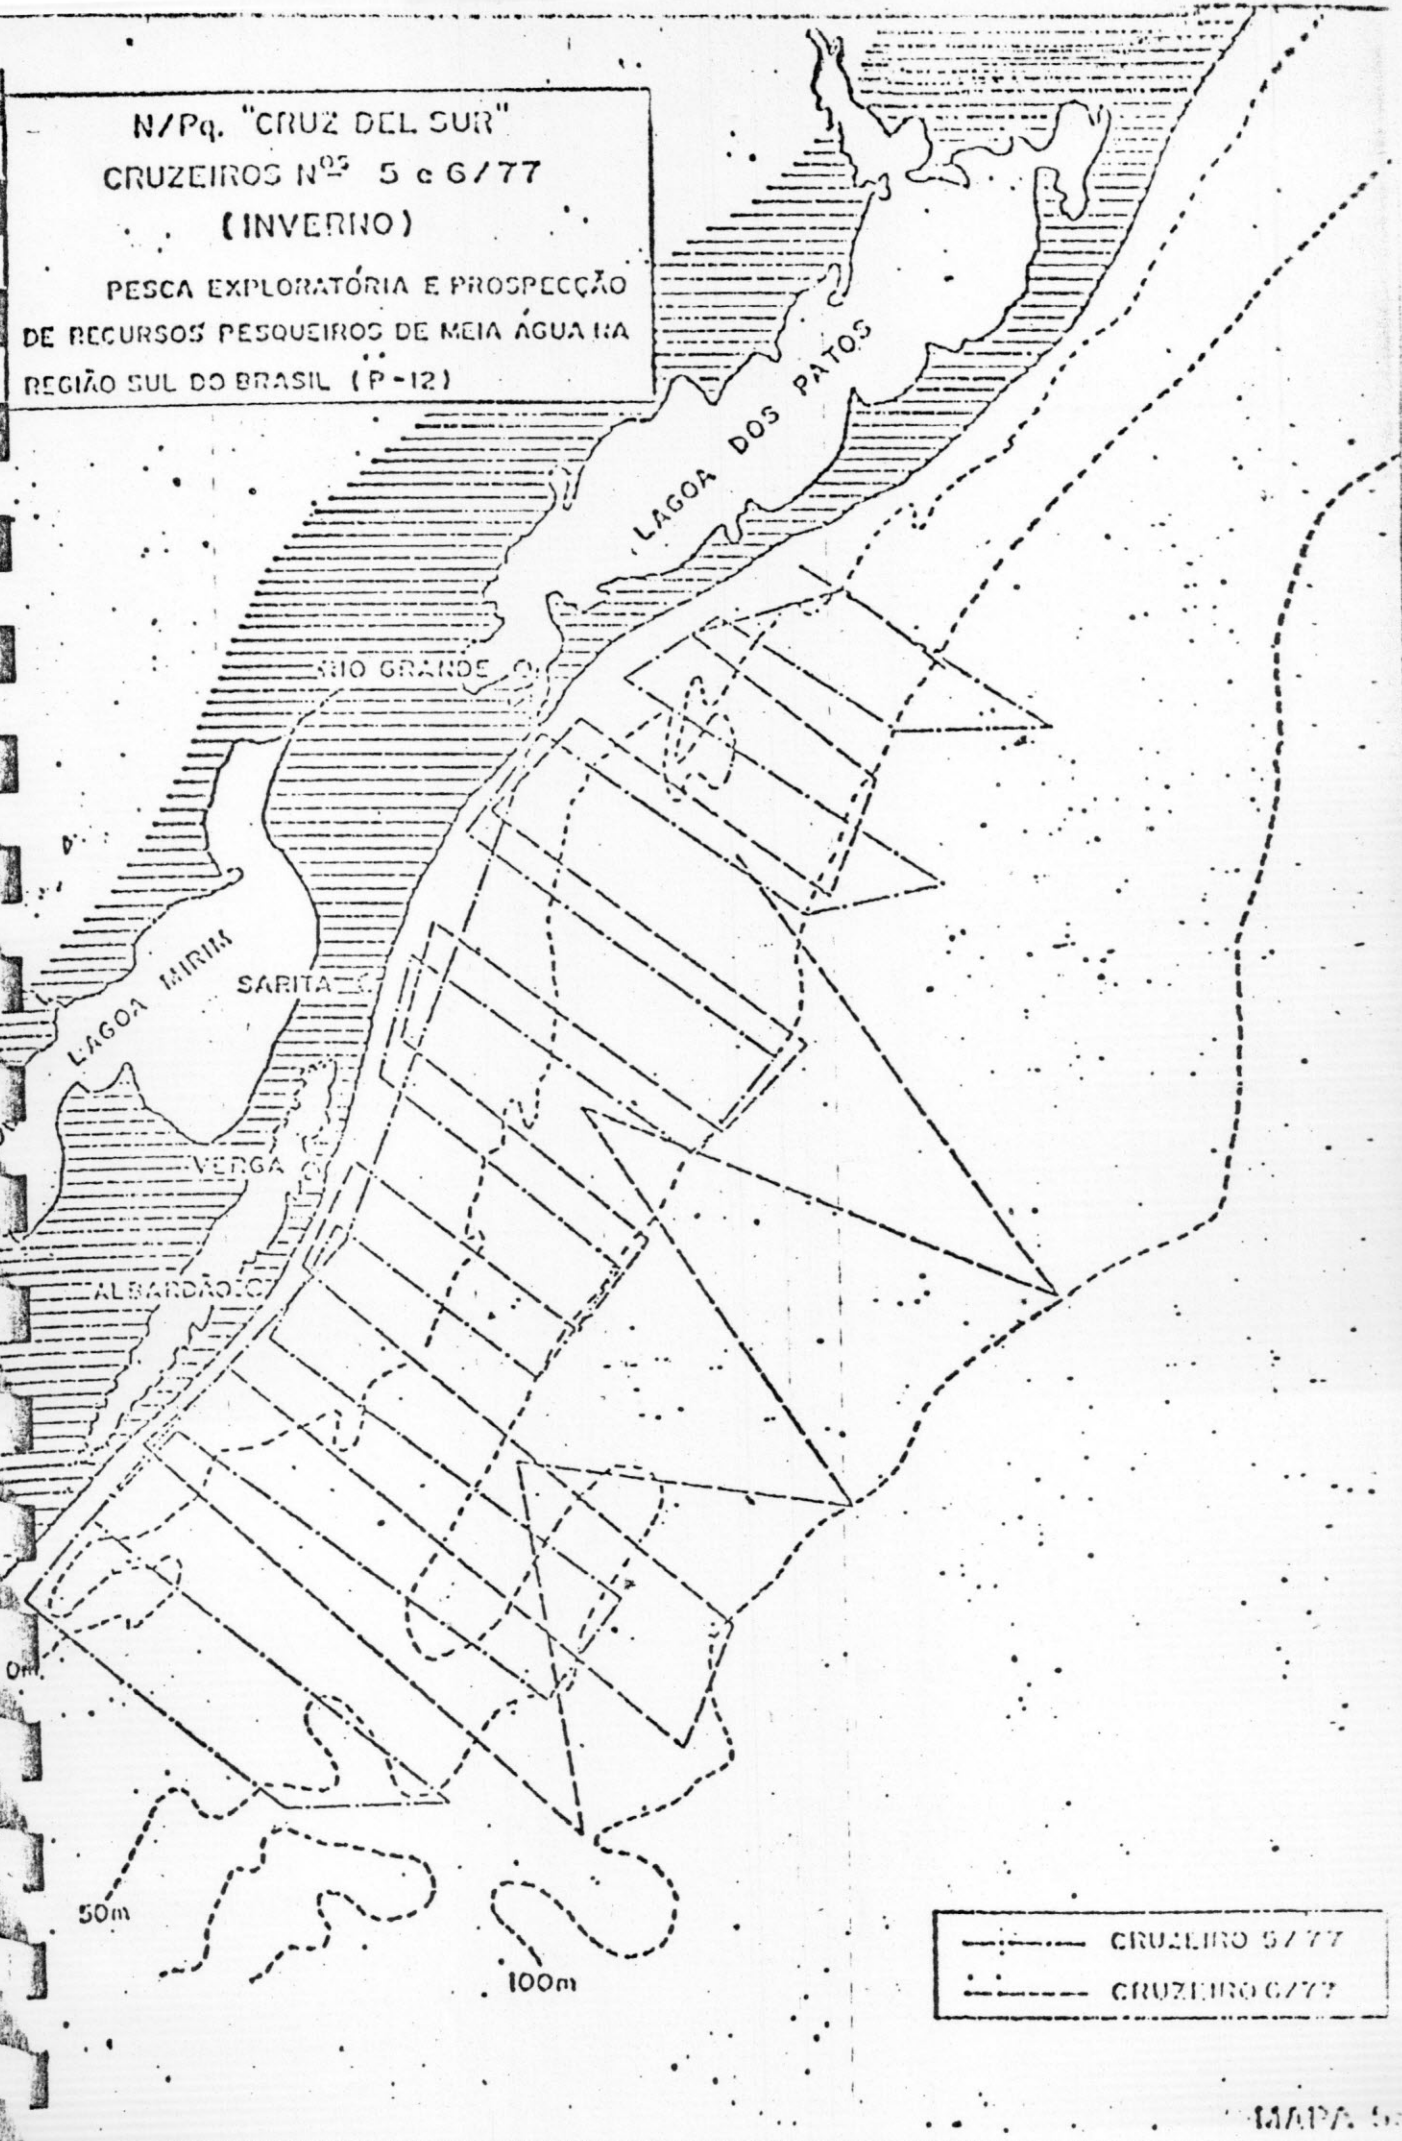 N/Pq. "CRUZ DEL SUR"
CRUZEIROS Nºs 5 e 6/77
(INVERNO)
PESCA EXPLORATÓRIA E PROSPECÇÃO
DE RECURSOS PESQUEIROS DE MEIA ÁGUA NA
REGIÃO SUL DO BRASIL (P-12)
LAGOA DOS PATOS
RIO GRANDE
LAGOA MIRIM
SARITA
VERGA
ALBARDÃO
0m
50m
100m
CRUZEIRO 5/77
CRUZEIRO 6/77
MAPA 5